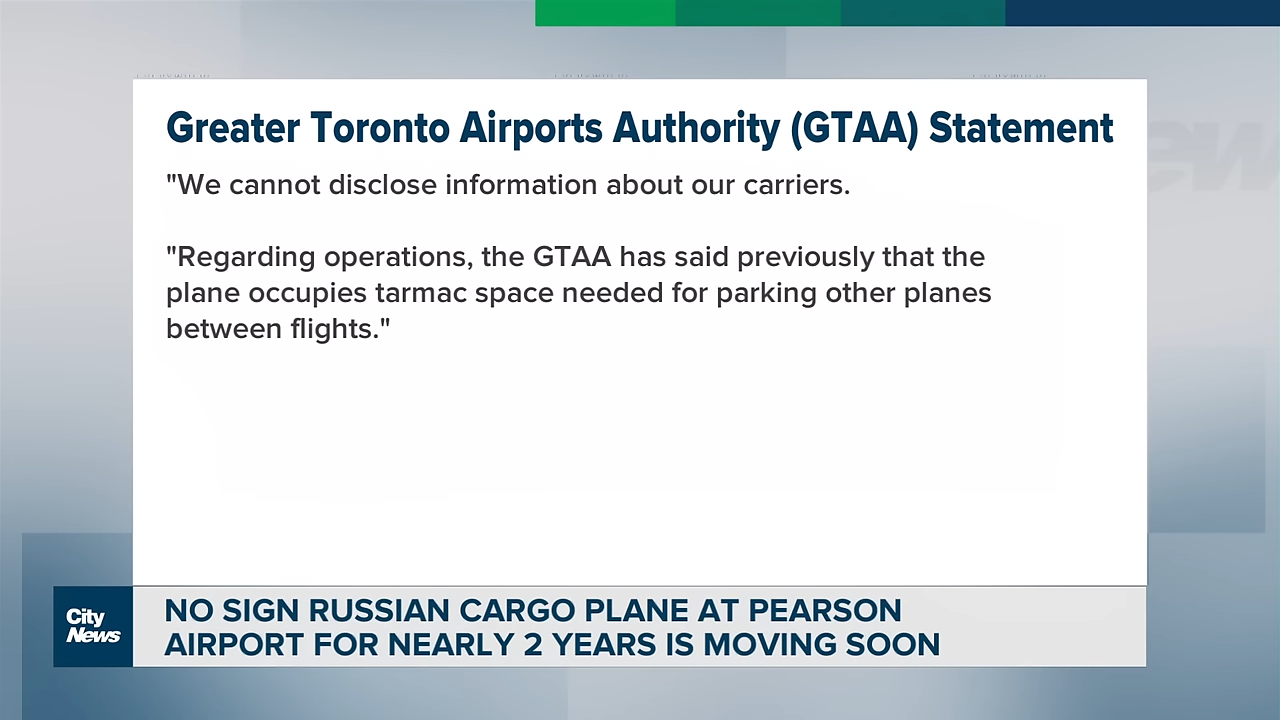 Greater Toronto Airports Authority (GTAA) Statement
"We cannot disclose information about our carriers.
"Regarding operations, the GTAA has said previously that the
plane occupies tarmac space needed for parking other planes
between flights."
City
News
NO SIGN RUSSIAN CARGO PLANE AT PEARSON
AIRPORT FOR NEARLY 2 YEARS IS MOVING SOON